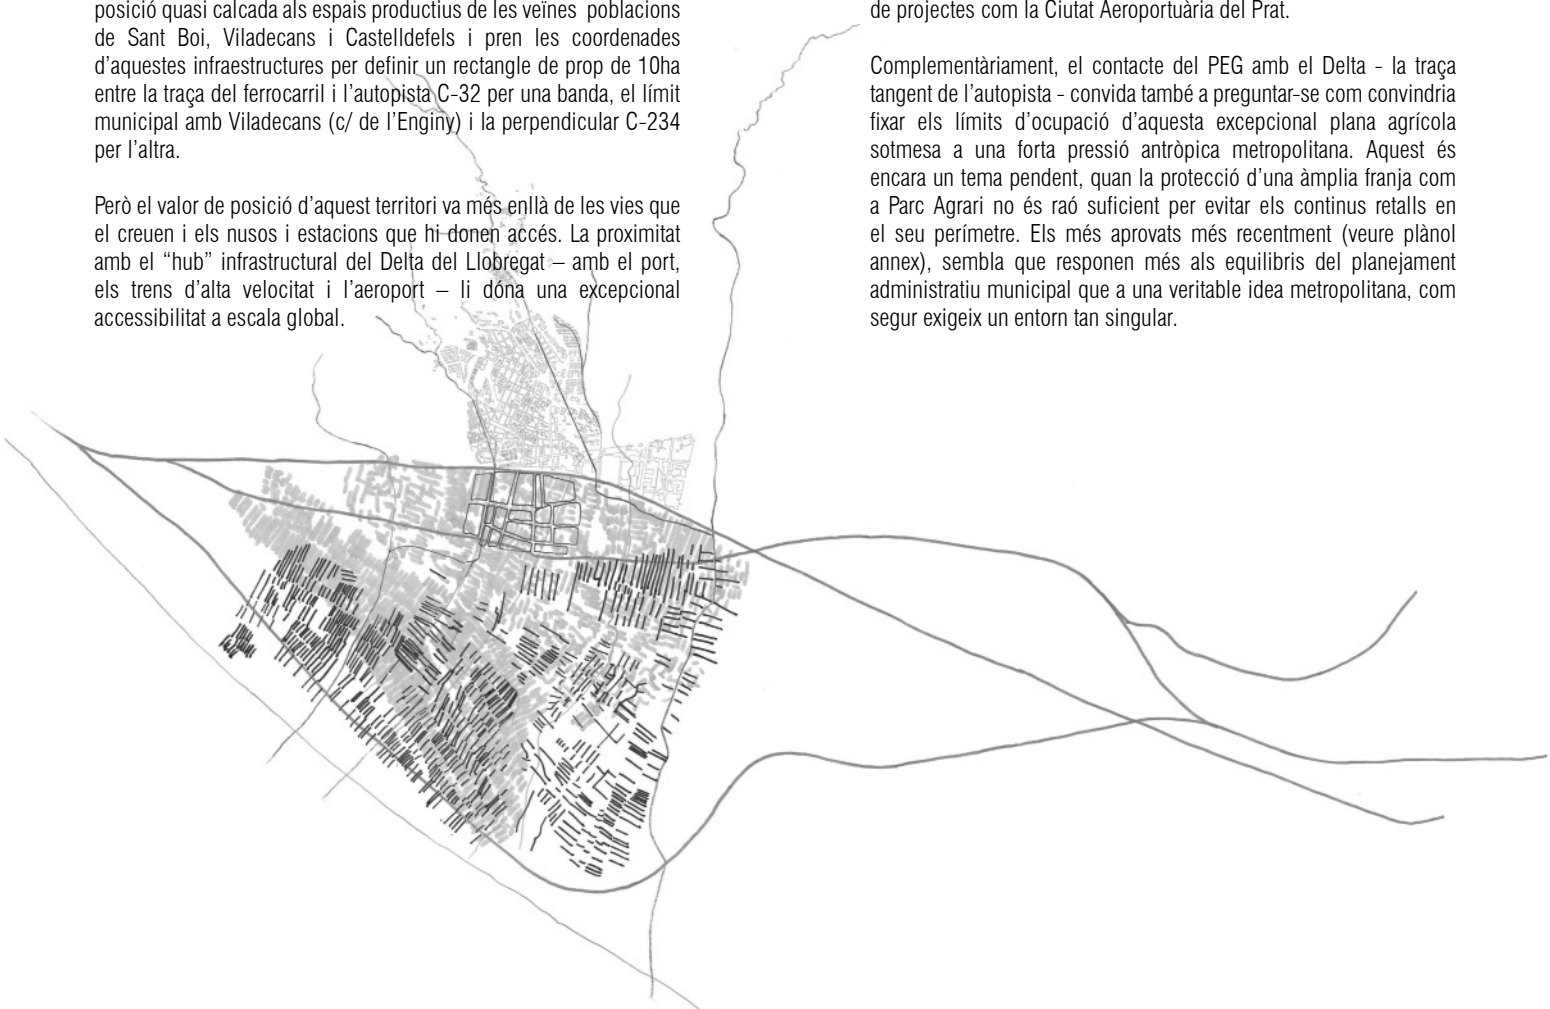 posició quasi calcada als espais productius de les veïnes poblacions
de Sant Boi, Viladecans i Castelldefels i pren les coordenades
d'aquestes infraestructures per definir un rectangle de prop de 10ha
entre la traça del ferrocarril i l'autopista C-32 per una banda, el límit
municipal amb Viladecans (c/ de l'Enginy) i la perpendicular C-234
per l'altra.
Però el valor de posició d'aquest territori va més enllà de les vies que
el creuen i els nusos i estacions que hi donen accés. La proximitat
amb el “hub” infrastructural del Delta del Llobregat – amb el port,
els trens d'alta velocitat i l'aeroport – li dóna una excepcional
accessibilitat a escala global.
de projectes com la Ciutat Aeroportuària del Prat.
Complementàriament, el contacte del PEG amb el Delta - la traça
tangent de l'autopista - convida també a preguntar-se com convindria
fixar els límits d'ocupació d'aquesta excepcional plana agrícola
sotmesa a una forta pressió antròpica metropolitana. Aquest és
encara un tema pendent, quan la protecció d'una àmplia franja com
a Parc Agrari no és raó suficient per evitar els continus retalls en
el seu perímetre. Els més aprovats més recentment (veure plànol
annex), sembla que responen més als equilibris del planejament
administratiu municipal que a una veritable idea metropolitana, com
segur exigeix un entorn tan singular.